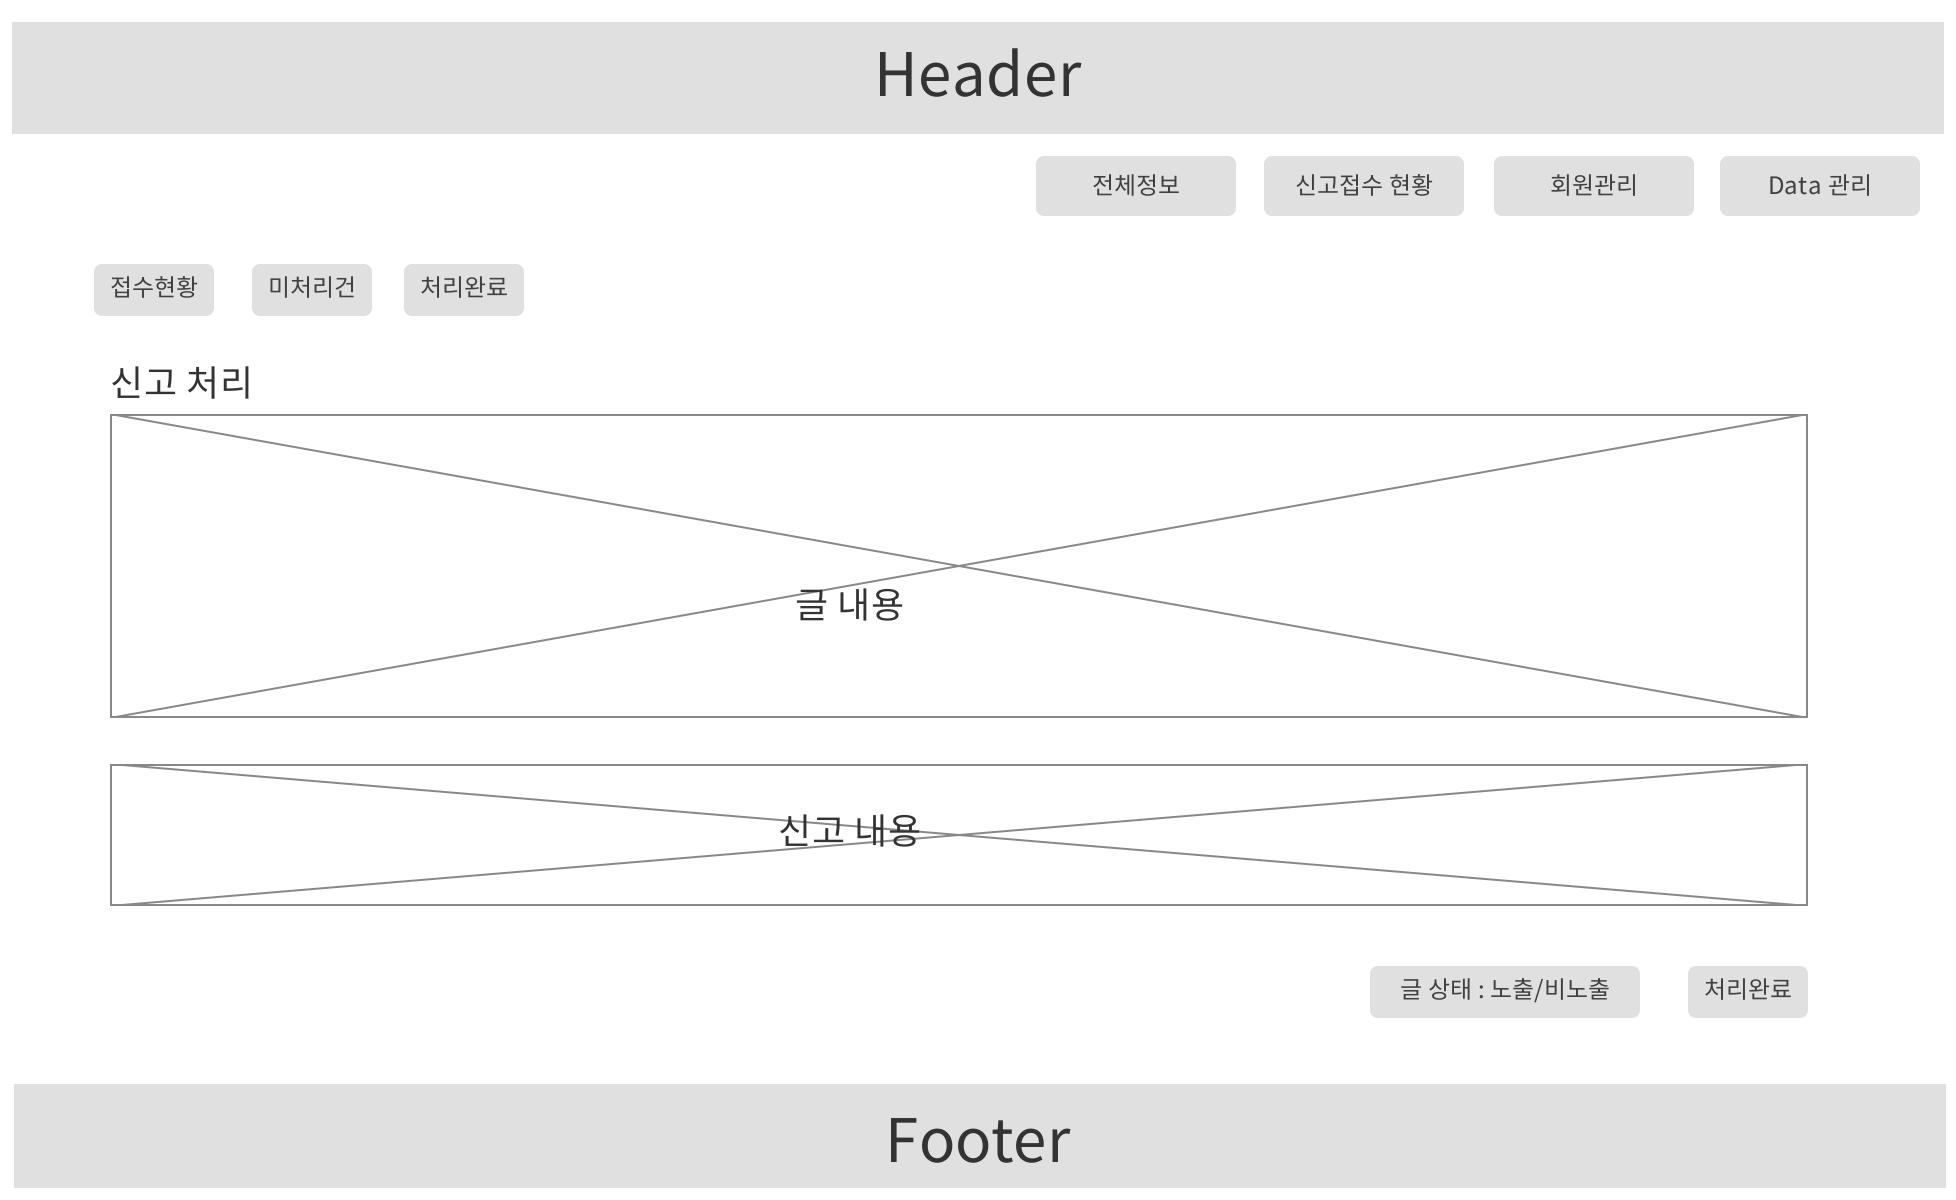 Header
전체정보
신고접수 현황
회원관리
Data 관리
접수현황
미처리건
처리완료
신고 처리
글 내용
신고 내용
글 상태 : 노출/비노출
처리완료
Footer